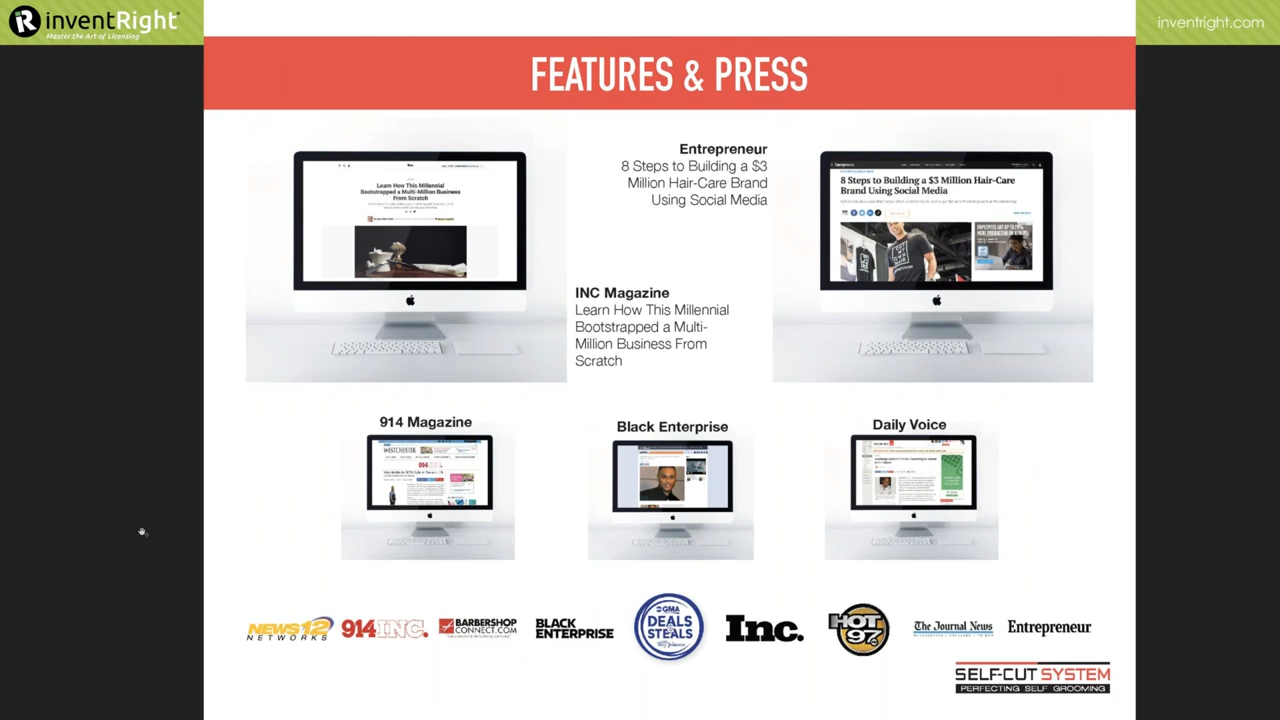 inventRight
Master the Art of Licensing
inventright.com
FEATURES & PRESS
Learn How This Millennial
Bootstrapped a Multi-Million Business
From Scratch
Entrepreneur
8 Steps to Building a $3
Million Hair-Care Brand
Using Social Media
8 Steps to Building a $3 Million Hair-Care
Brand Using Social Media
INC Magazine
Learn How This Millennial
Bootstrapped a Multi-
Million Business From
Scratch
914 Magazine
Black Enterprise
Daily Voice
WESTCHESTER
914
NEWS 12
NETWORKS
914INC.
BARBERSHOP
CONNECT.COM
BLACK
ENTERPRISE
GMA
DEALS
& STEALS
Inc.
HOT
97
The Journal News
Entrepreneur
SELF-CUT SYSTEM
PERFECTING SELF GROOMING